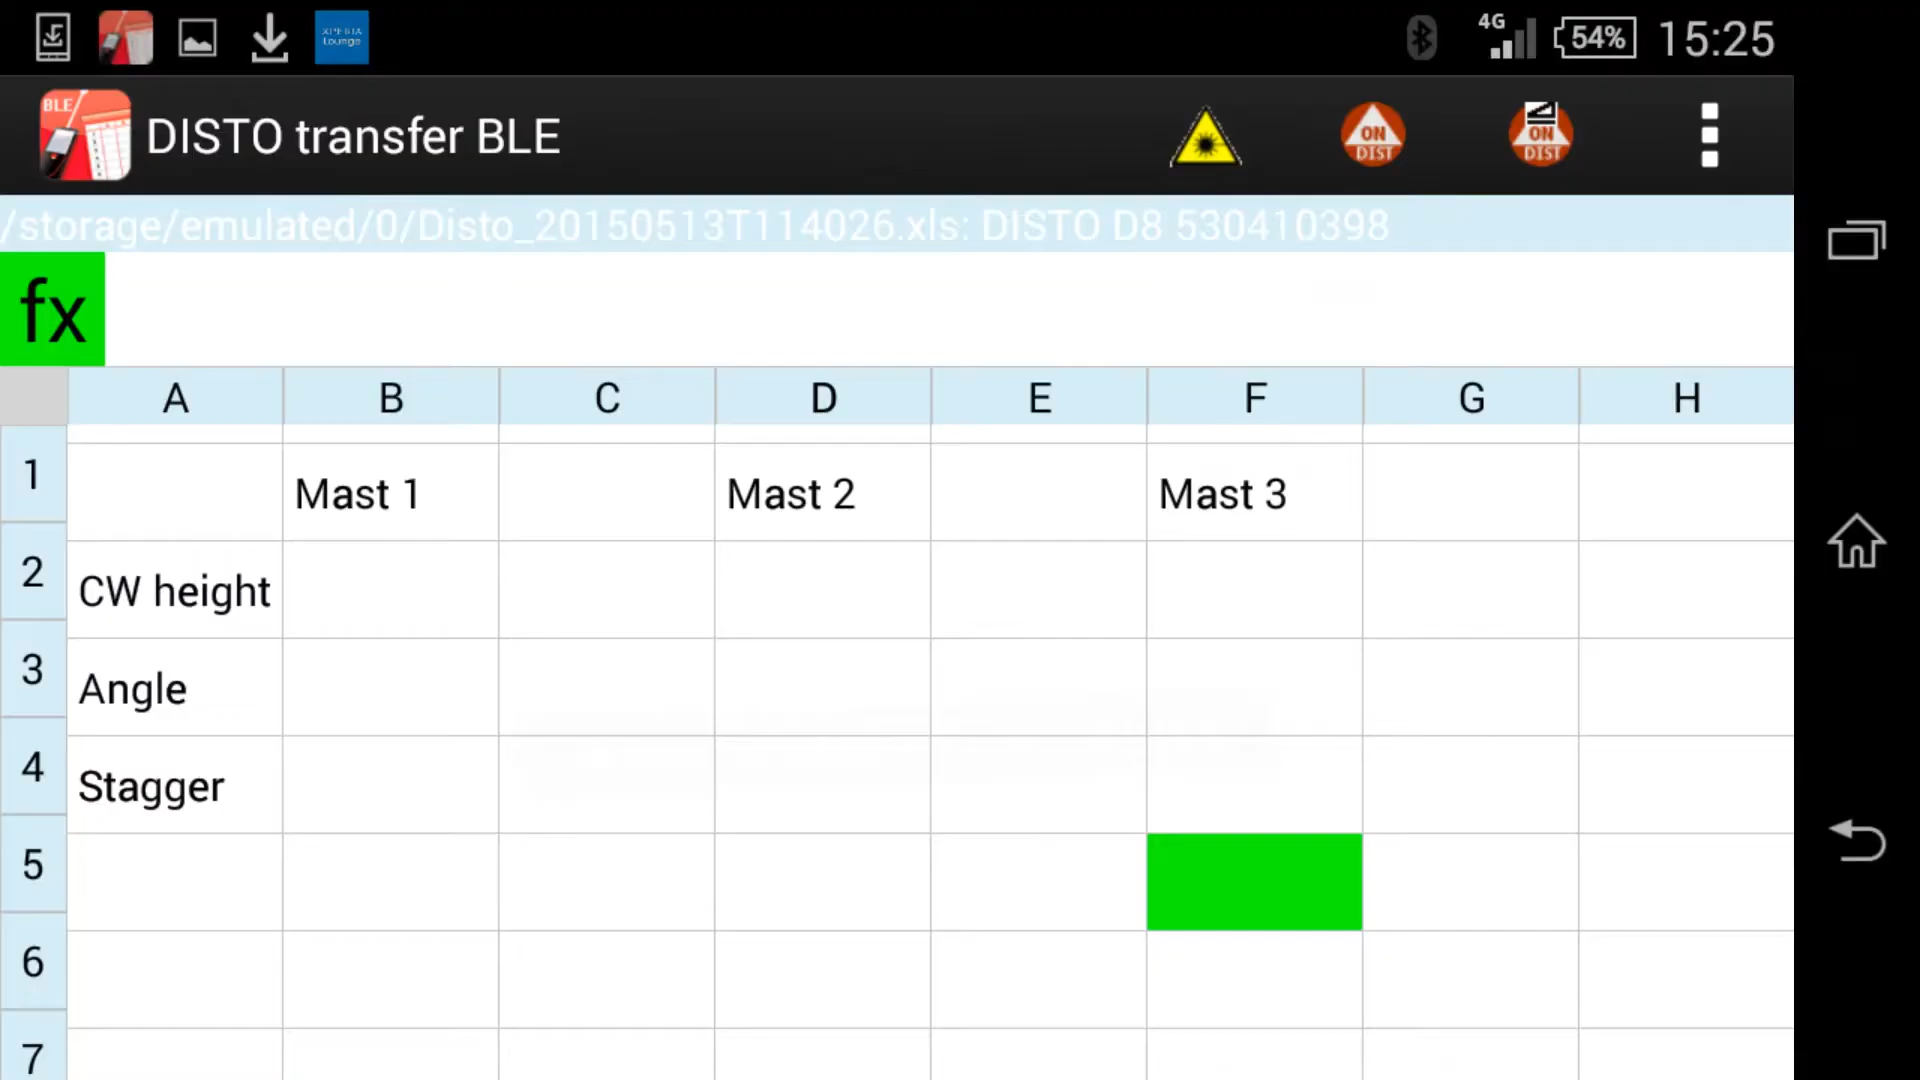 XPERIA
Lounge
4G
54%
15:25
BLE
DISTO transfer BLE
ON
DIST
ON
DIST
/storage/emulated/0/Disto_20150513T114026.xls: DISTO D8 530410398
fx
A B C D E F G H
1 Mast 1 Mast 2 Mast 3
2 CW height
3 Angle
4 Stagger
5
6
7